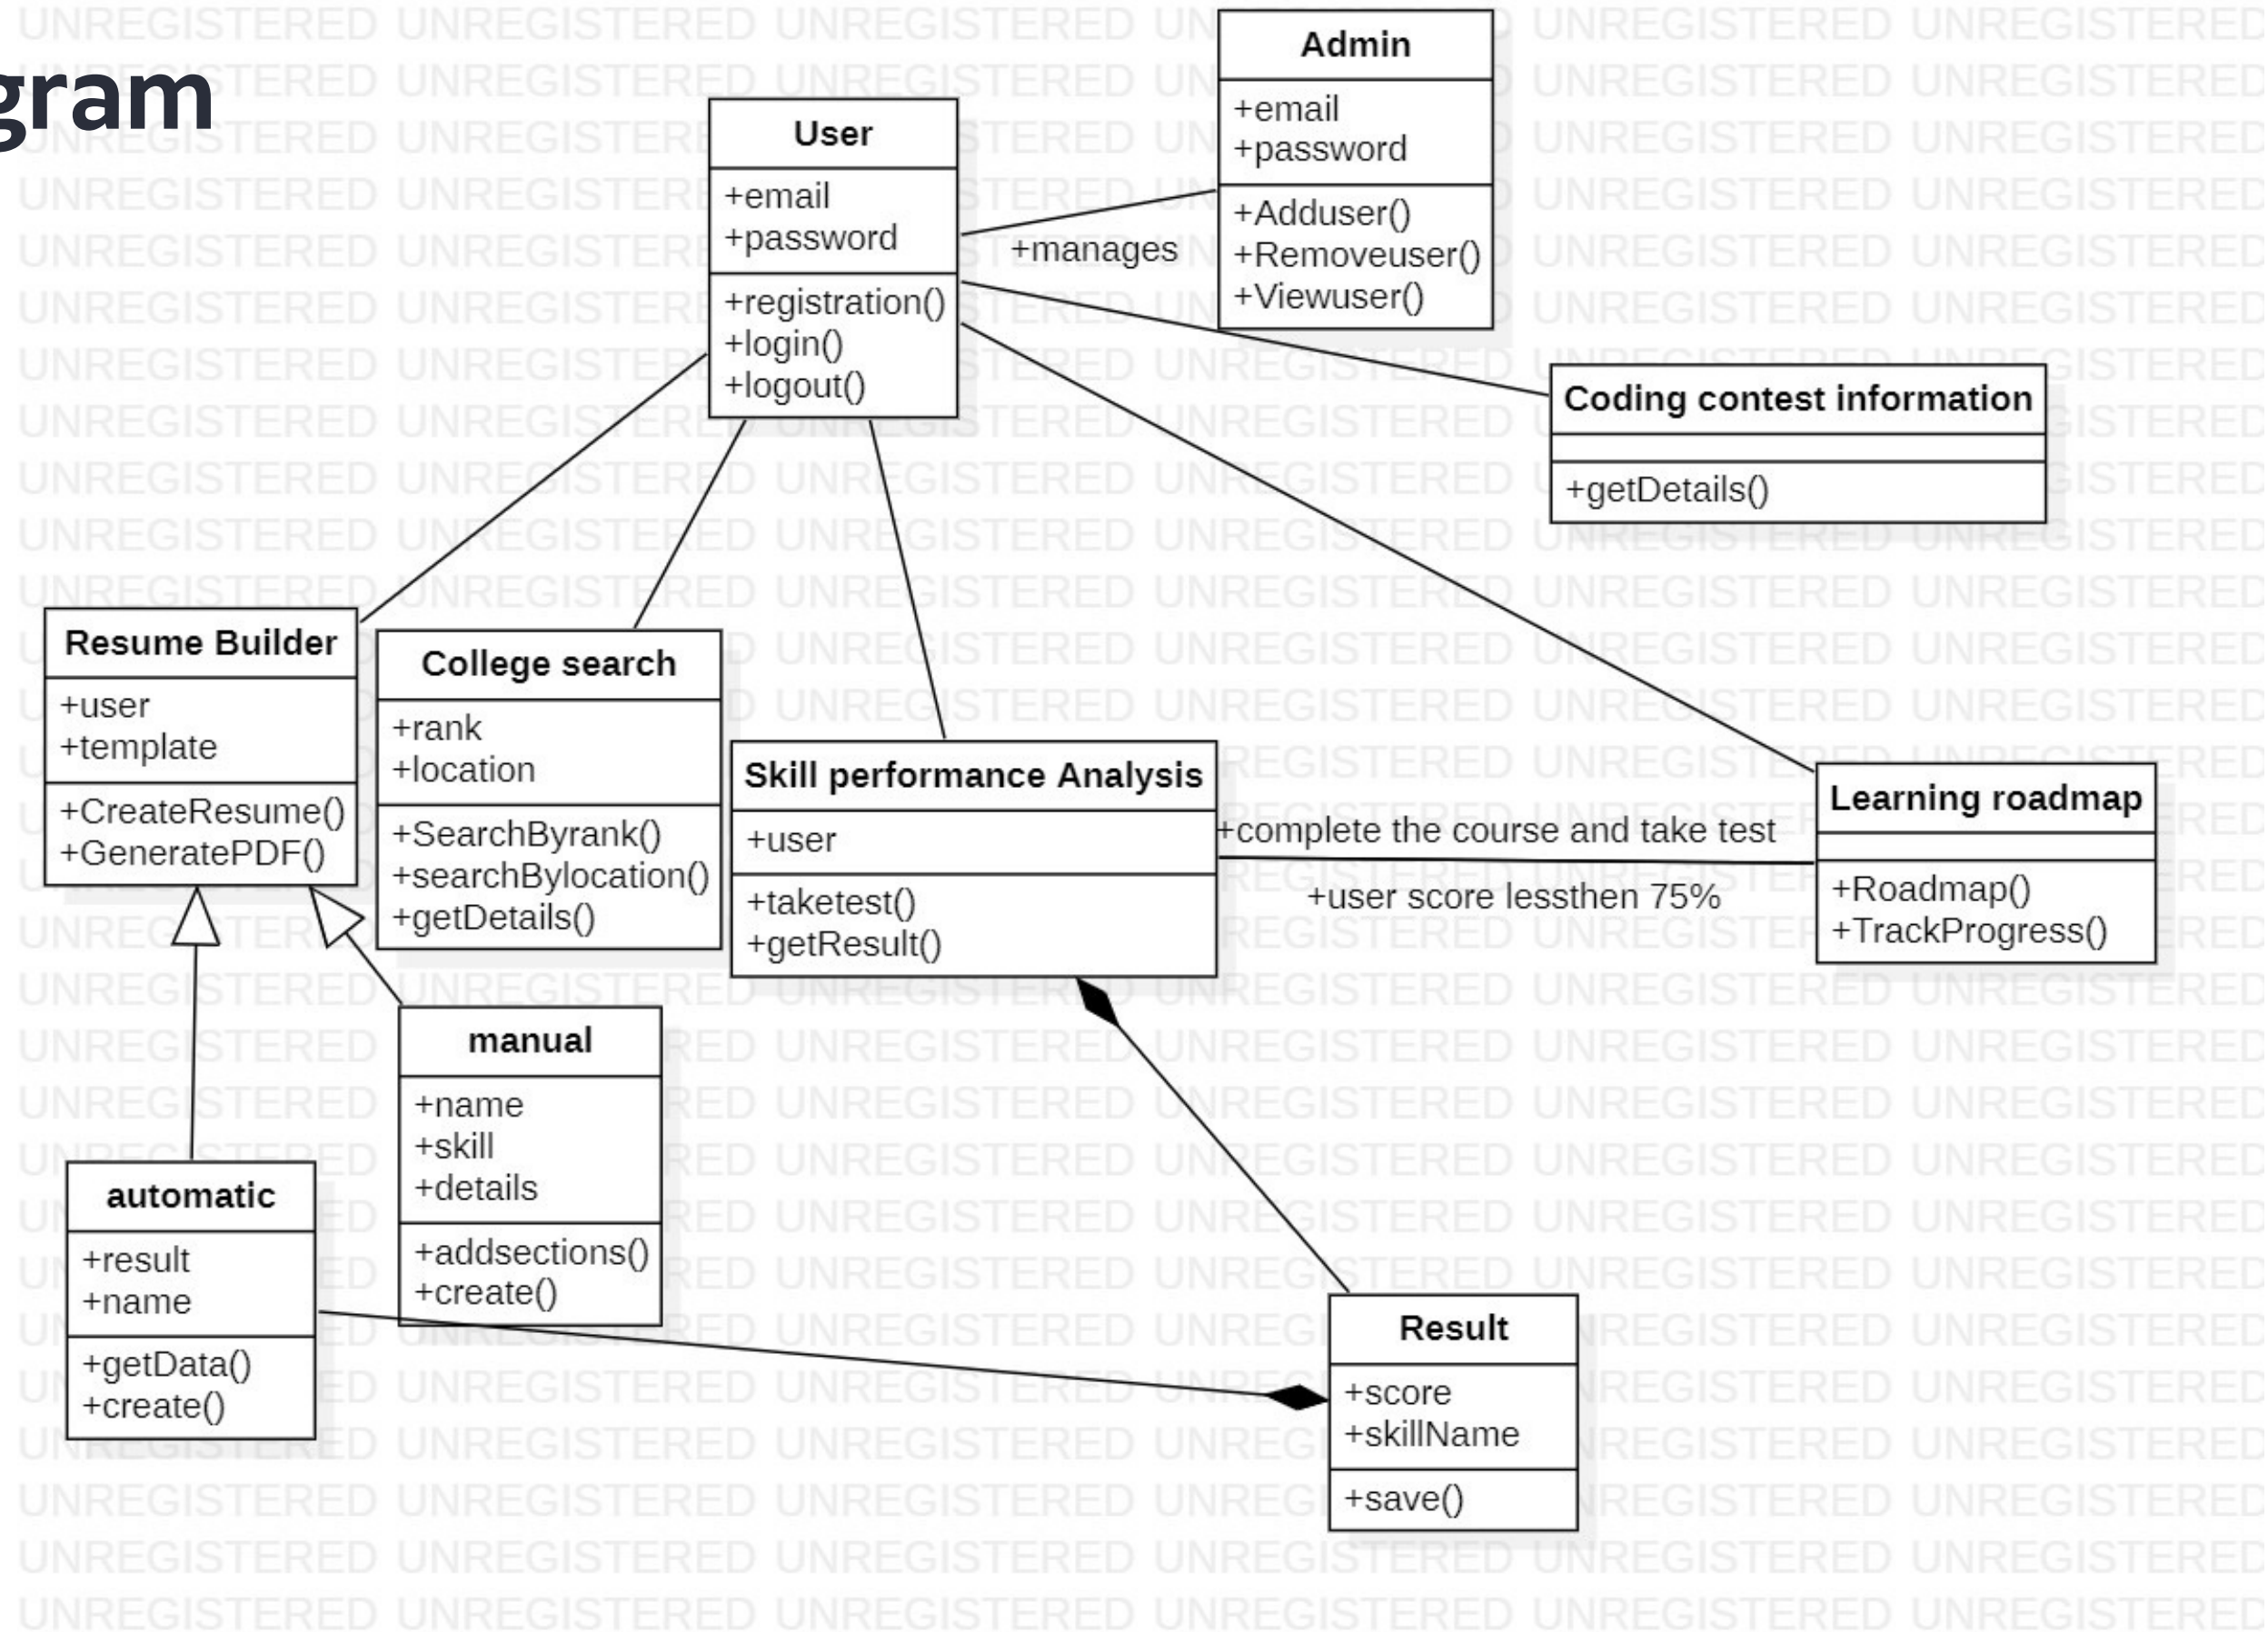 gram
Admin
+email
+password
+Adduser()
+Removeuser()
+Viewuser()
User
+email
+password
+registration()
+login()
+logout()
+manages
Coding contest information
+getDetails()
Resume Builder
+user
+template
+CreateResume()
+GeneratePDF()
College search
+rank
+location
+SearchByrank()
+searchBylocation()
+getDetails()
Skill performance Analysis
+user
+taketest()
+getResult()
+complete the course and take test
+user score lessthen 75%
Learning roadmap
+Roadmap()
+TrackProgress()
manual
+name
+skill
+details
+addsections()
+create()
automatic
+result
+name
+getData()
+create()
Result
+score
+skillName
+save()
UNREGISTERED